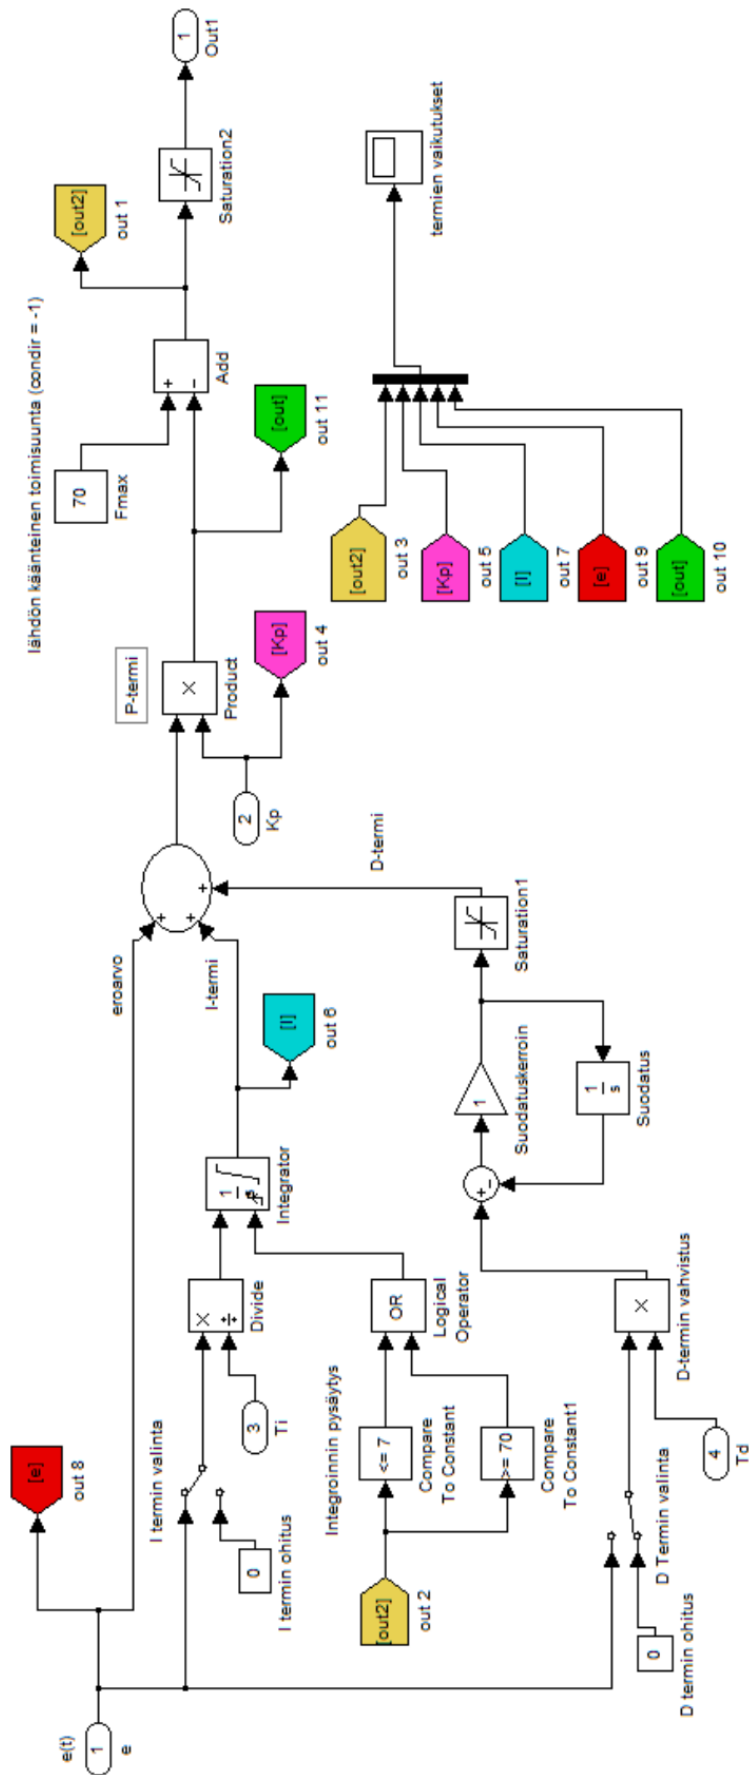 lähdön käänteinen toimisuunta (condir = -1)
e(t)
1
e
[e]
out 8
eroarvo
I termin valinta
0
I termin ohitus
3
Ti
×
÷
Divide
1
s
Integrator
[I]
out 6
I-termi
+
+
+
2
Kp
[Kp]
out 4
P-termi
×
Product
[out]
out 11
70
Fmax
+
-
Add
[out2]
out 1
Saturation2
1
Out1
Integroinnin pysäytys
[out2]
out 2
<= 7
Compare
To Constant
>= 70
Compare
To Constant1
OR
Logical
Operator
0
D termin ohitus
D Termin valinta
4
Td
×
D-termin vahvistus
+
-
1
Suodatuskerroin
1
s
Suodatus
Saturation1
D-termi
[out2]
out 3
[Kp]
out 5
[I]
out 7
[e]
out 9
[out]
out 10
termien vaikutukset